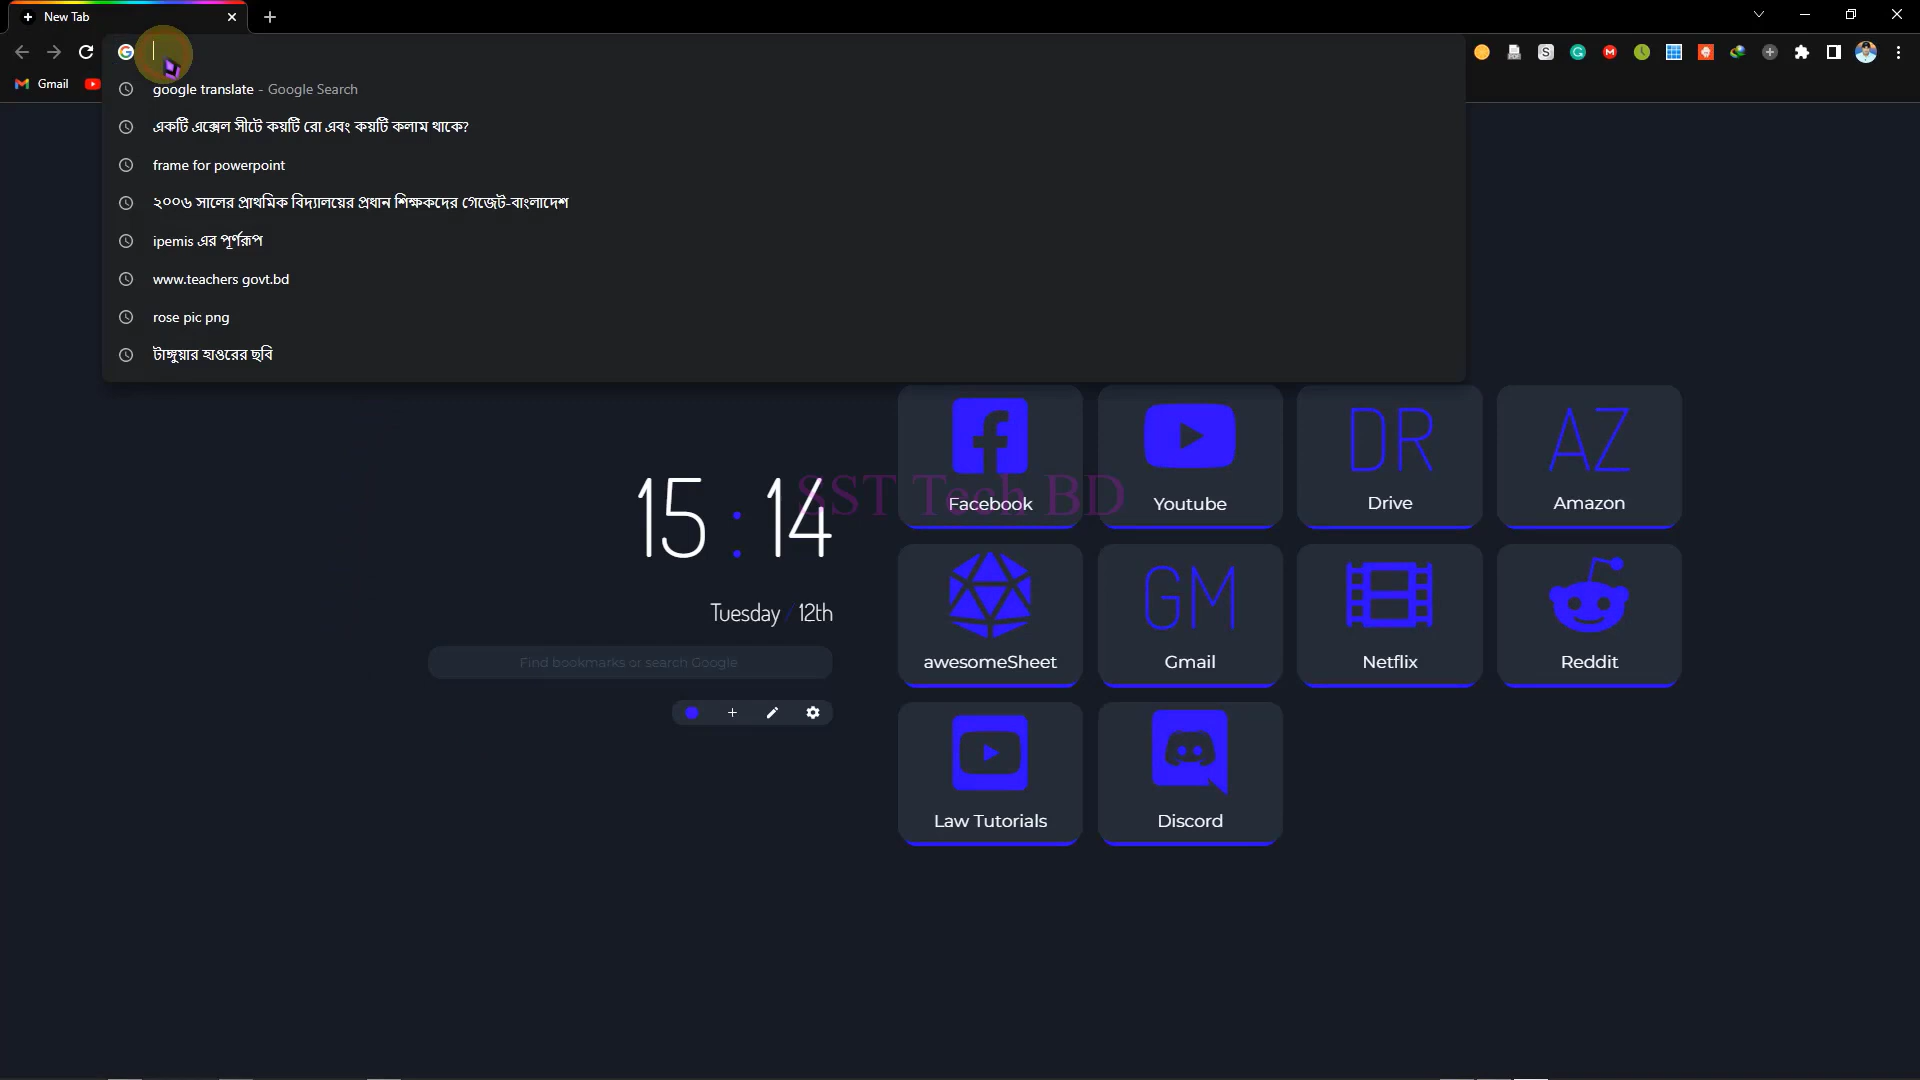 New Tab
Gmail
google translate - Google Search
একটি এক্সেল সীটে কয়টি রো এবং কয়টি কলাম থাকে?
frame for powerpoint
২০০৬ সালের প্রাথমিক বিদ্যালয়ের প্রধান শিক্ষকদের গেজেট-বাংলাদেশ
ipemis এর পূর্ণরূপ
www.teachers govt.bd
rose pic png
টাঙ্গুয়ার হাওরের ছবি
15 : 14
Tuesday / 12th
Find bookmarks or search Google
SST Tech BD
Facebook
Youtube
DR
Drive
AZ
Amazon
awesomeSheet
GM
Gmail
Netflix
Reddit
Law Tutorials
Discord